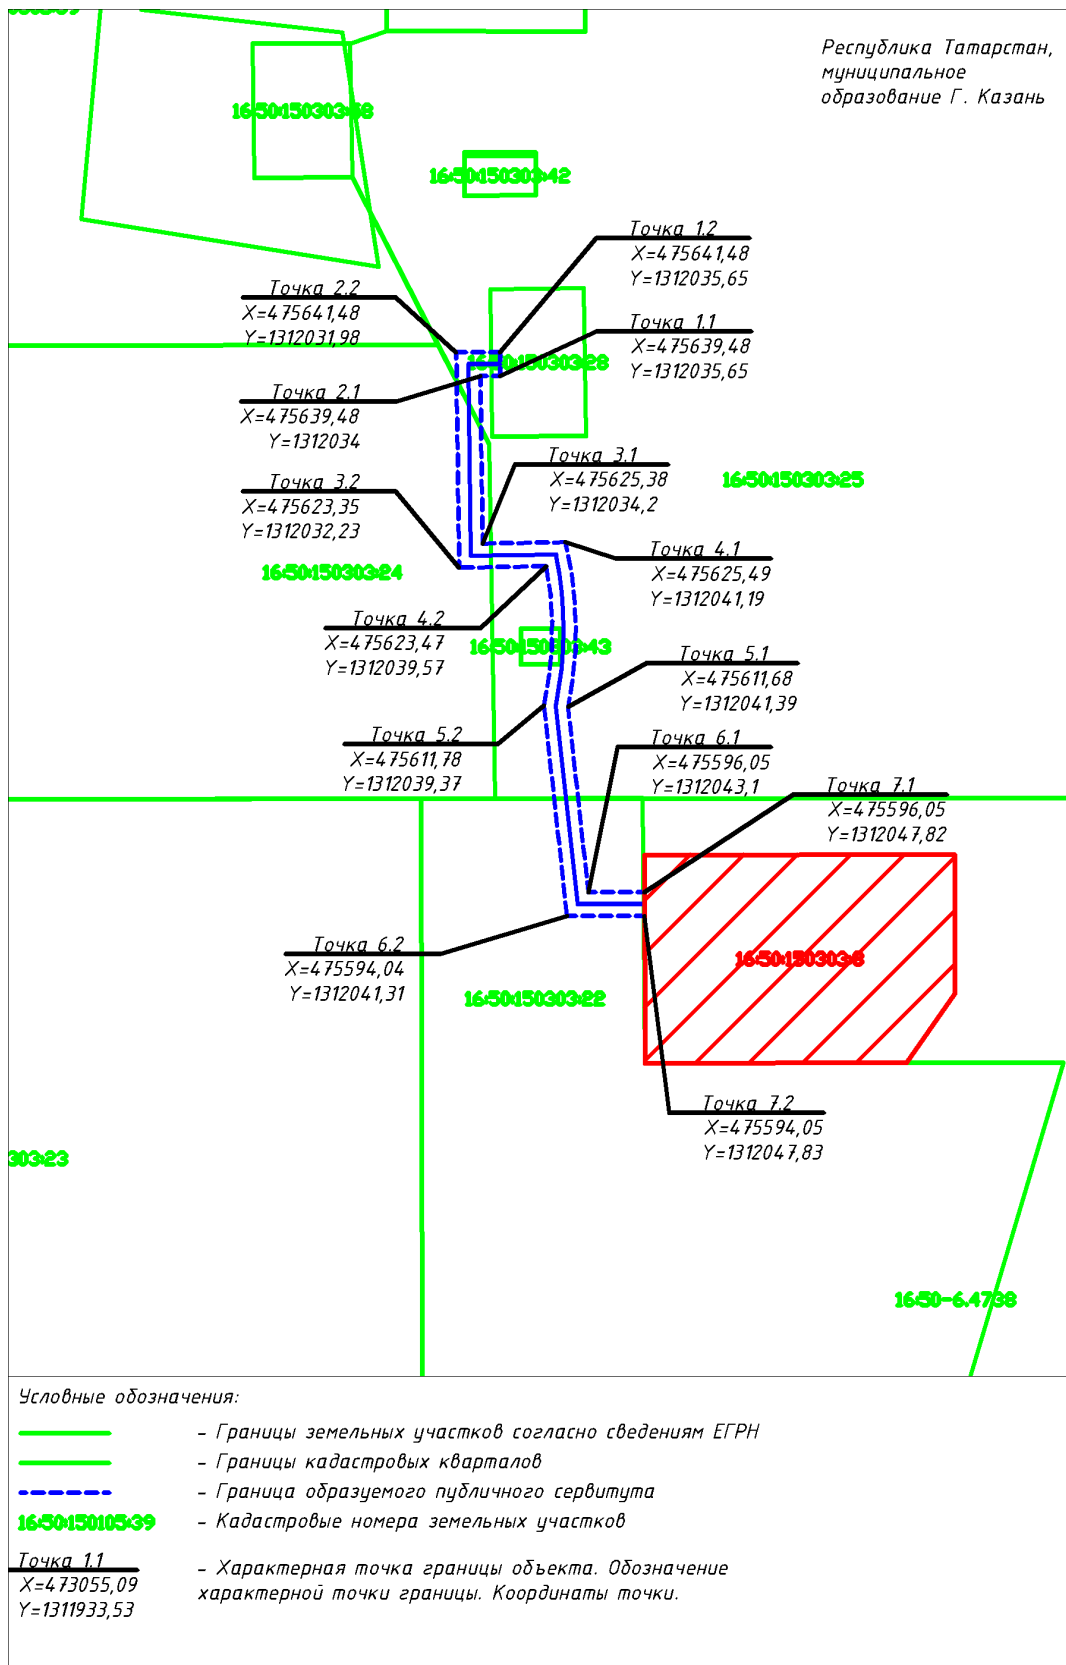 Республика Татарстан,
муниципальное
образование Г. Казань
16:50:150303:68
16:50:150303:42
Точка 1.2
X=475641,48
Y=1312035,65
Точка 2.2
X=475641,48
Y=1312031,98
Точка 1.1
X=475639,48
Y=1312035,65
16:50:150303:28
Точка 2.1
X=475639,48
Y=1312034
Точка 3.1
X=475625,38
Y=1312034,2
16:50:150303:25
Точка 3.2
X=475623,35
Y=1312032,23
16:50:150303:24
Точка 4.1
X=475625,49
Y=1312041,19
Точка 4.2
X=475623,47
Y=1312039,57
16:50:150303:43
Точка 5.1
X=475611,68
Y=1312041,39
Точка 5.2
X=475611,78
Y=1312039,37
Точка 6.1
X=475596,05
Y=1312043,1
Точка 7.1
X=475596,05
Y=1312047,82
Точка 6.2
X=475594,04
Y=1312041,31
16:50:150303:8
16:50:150303:22
Точка 7.2
X=475594,05
Y=1312047,83
303:23
16:50-6.4738
Условные обозначения:
- Границы земельных участков согласно сведениям ЕГРН
- Границы кадастровых кварталов
- Граница образуемого публичного сервитута
16:50:150105:39 - Кадастровые номера земельных участков
Точка 1.1
X=473055,09
Y=1311933,53
- Характерная точка границы объекта. Обозначение
характерной точки границы. Координаты точки.